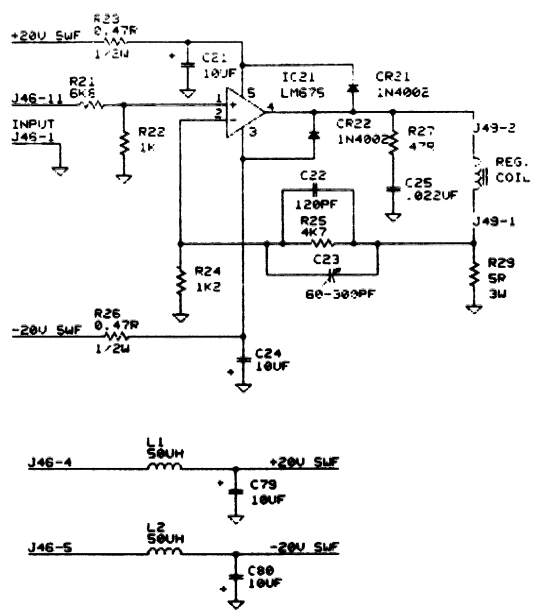 R23
+20V SWF 0.47R
1/2W
+ C21
10UF
5
IC21
LM675
CR21
1N4002
R21
6K8
J46-11
1 + 4
2 -
3
INPUT
J46-1
R22
1K
CR22
1N4002
R27
47R
J49-2
REG.
COIL
C22
120PF
C25
.022UF
R25
4K7
J49-1
C23
60-300PF
R24
1K2
R29
5R
3W
R26
-20V SWF 0.47R
1/2W
C24
10UF
+
L1
50UH
J46-4 +20V SWF
+ C79
10UF
L2
50UH
J46-5 -20V SWF
C80
10UF
+